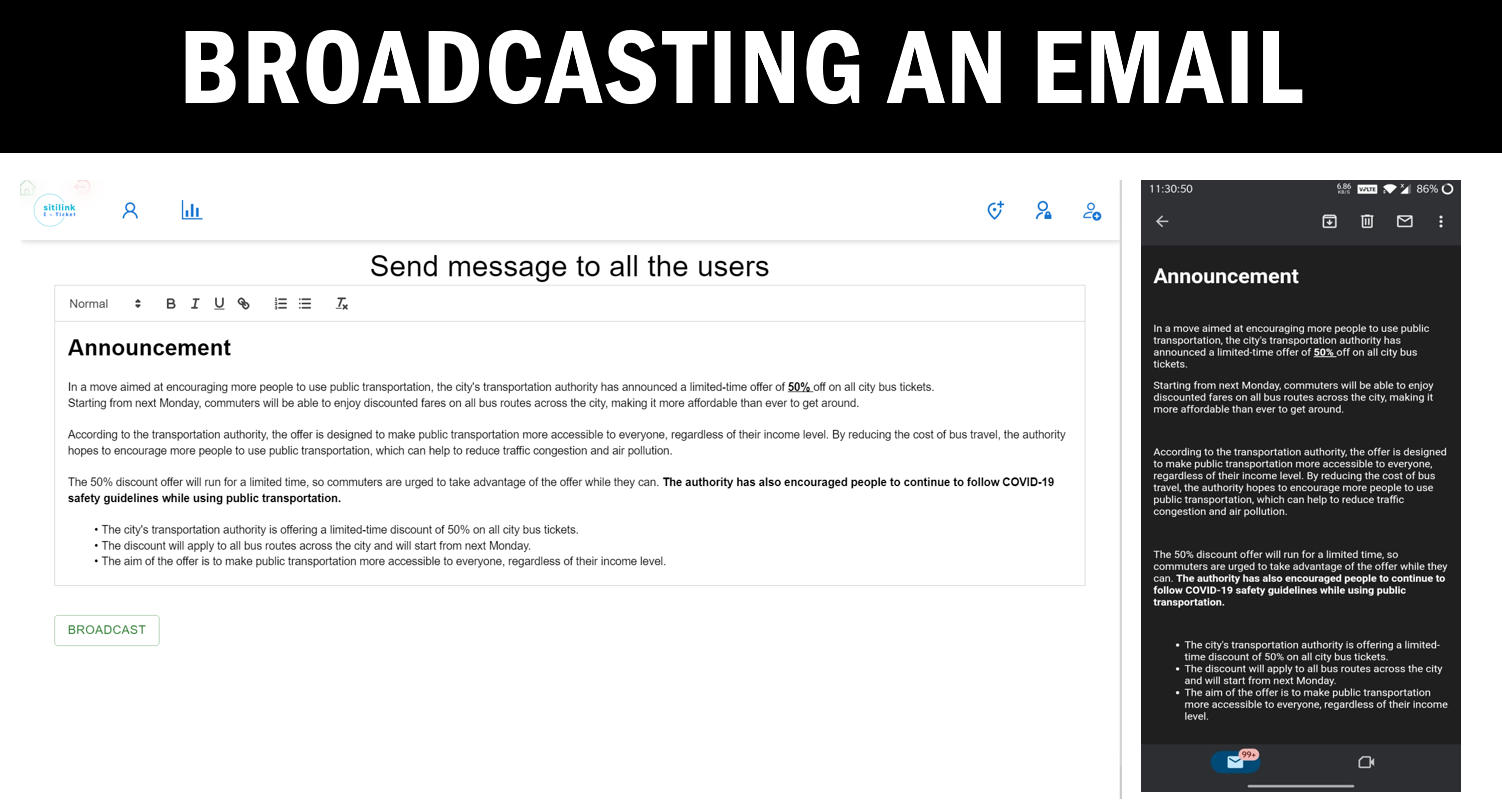 BROADCASTING AN EMAIL
sitilink
E - Ticket
Send message to all the users
Normal
B I U
Announcement
In a move aimed at encouraging more people to use public transportation, the city's transportation authority has announced a limited-time offer of 50% off on all city bus tickets.
Starting from next Monday, commuters will be able to enjoy discounted fares on all bus routes across the city, making it more affordable than ever to get around.
According to the transportation authority, the offer is designed to make public transportation more accessible to everyone, regardless of their income level. By reducing the cost of bus travel, the authority
hopes to encourage more people to use public transportation, which can help to reduce traffic congestion and air pollution.
The 50% discount offer will run for a limited time, so commuters are urged to take advantage of the offer while they can. The authority has also encouraged people to continue to follow COVID-19
safety guidelines while using public transportation.
• The city's transportation authority is offering a limited-time discount of 50% on all city bus tickets.
• The discount will apply to all bus routes across the city and will start from next Monday.
• The aim of the offer is to make public transportation more accessible to everyone, regardless of their income level.
BROADCAST
11:30:50
6.86 KB/S VoLTE 86%
Announcement
In a move aimed at encouraging more people to use public
transportation, the city's transportation authority has
announced a limited-time offer of 50% off on all city bus
tickets.
Starting from next Monday, commuters will be able to enjoy
discounted fares on all bus routes across the city, making it
more affordable than ever to get around.
According to the transportation authority, the offer is designed
to make public transportation more accessible to everyone,
regardless of their income level. By reducing the cost of bus
travel, the authority hopes to encourage more people to use
public transportation, which can help to reduce traffic
congestion and air pollution.
The 50% discount offer will run for a limited time, so
commuters are urged to take advantage of the offer while they
can. The authority has also encouraged people to continue to
follow COVID-19 safety guidelines while using public
transportation.
• The city's transportation authority is offering a limited-
time discount of 50% on all city bus tickets.
• The discount will apply to all bus routes across the city
and will start from next Monday.
• The aim of the offer is to make public transportation
more accessible to everyone, regardless of their income
level.
99+